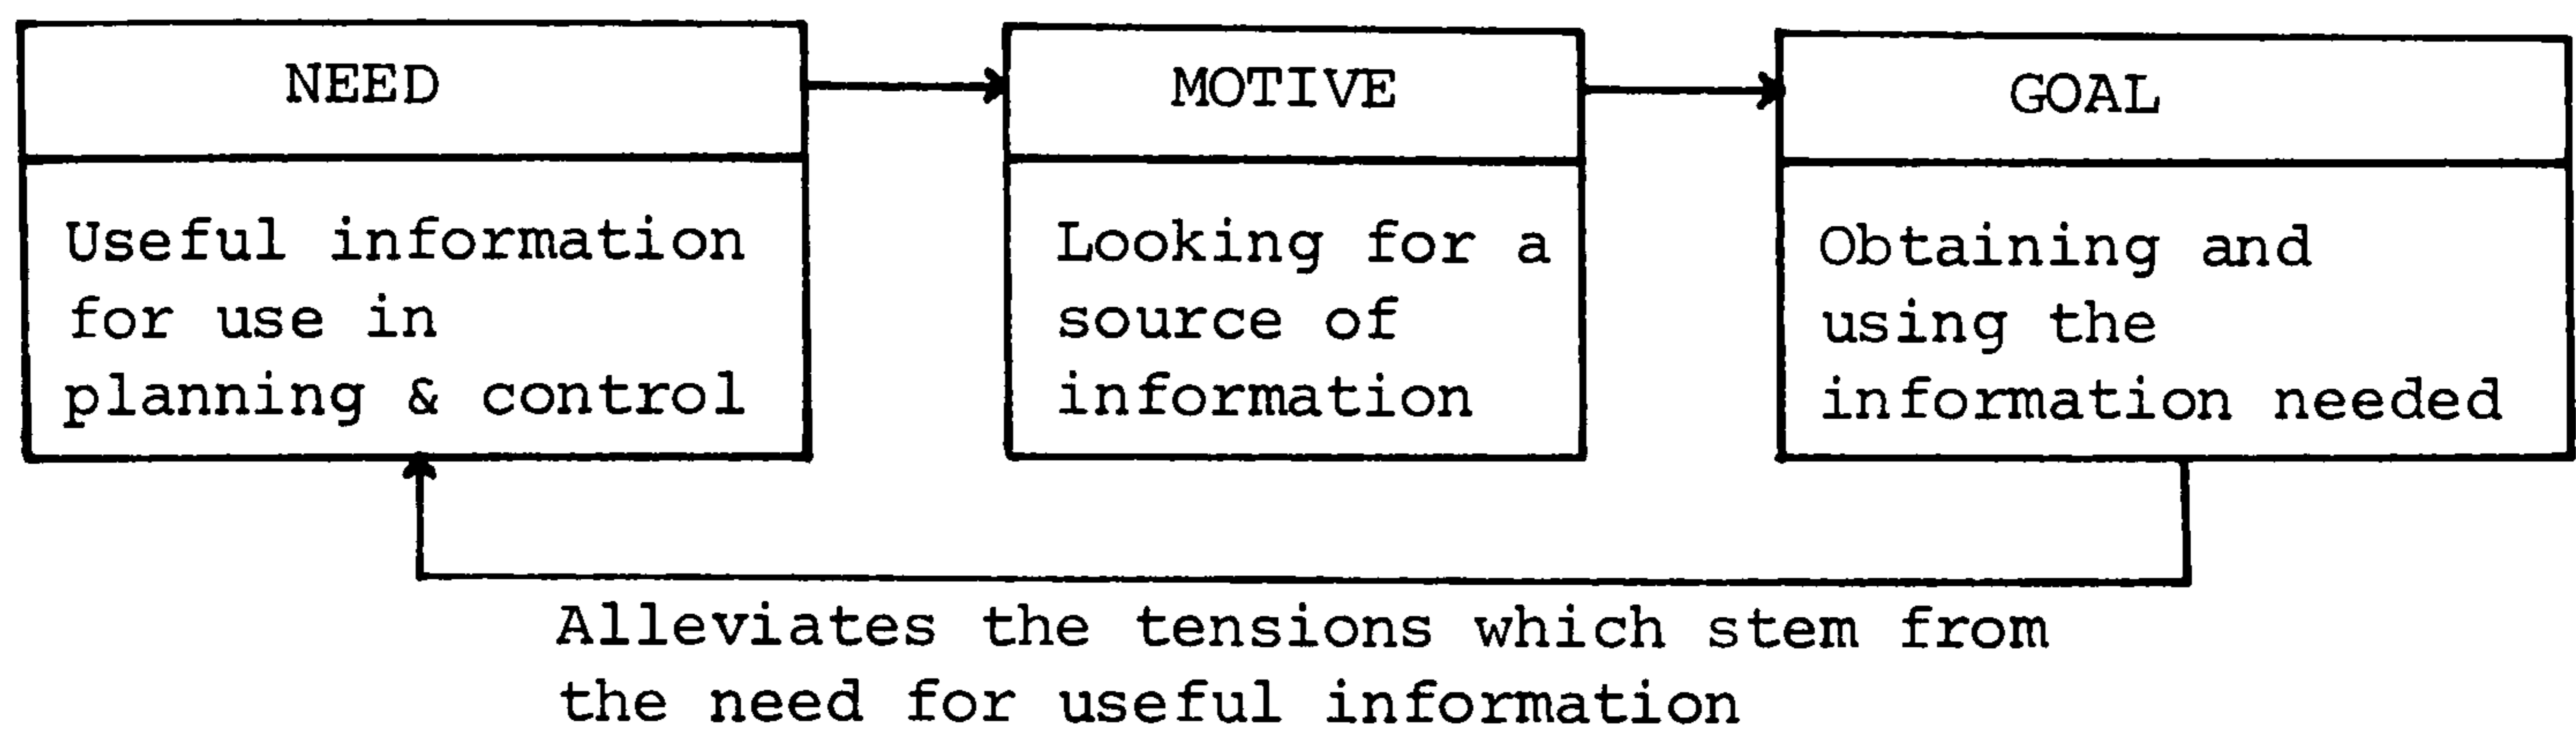 NEED
Useful information
for use in
planning & control
MOTIVE
Looking for a
source of
information
GOAL
Obtaining and
using the
information needed
Alleviates the tensions which stem from
the need for useful information